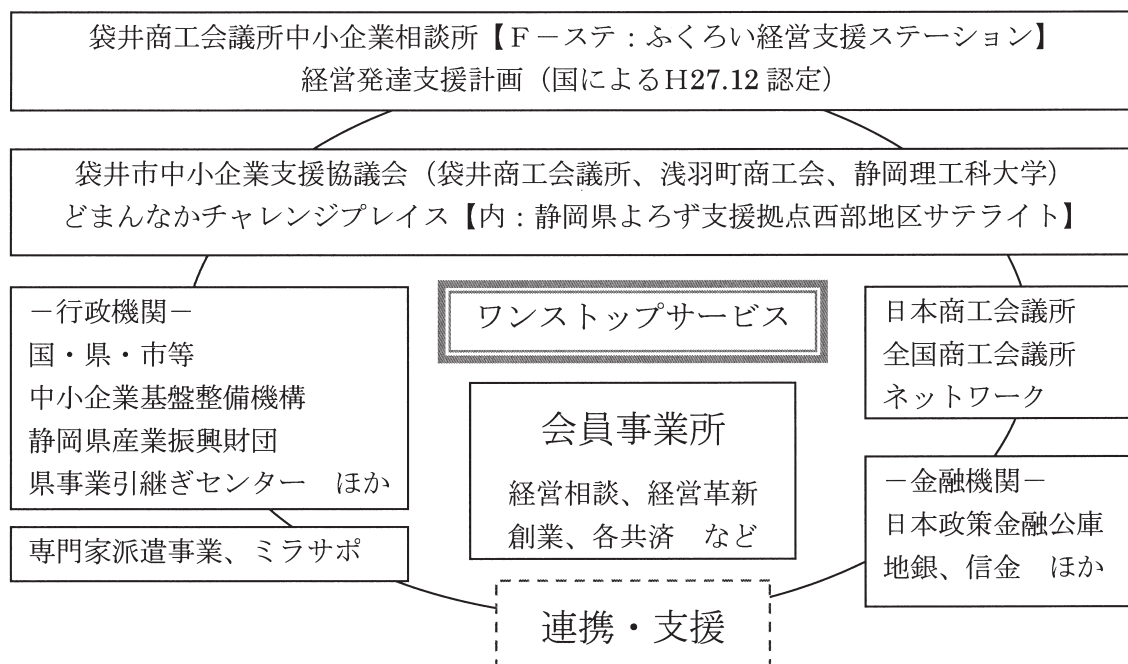 袋井商工会議所中小企業相談所【F－ステ：ふくろい経営支援ステーション】
経営発達支援計画（国によるH27.12 認定）
袋井市中小企業支援協議会（袋井商工会議所、浅羽町商工会、静岡理工科大学）
どまんなかチャレンジプレイス【内：静岡県よろず支援拠点西部地区サテライト】
－行政機関－
国・県・市等
中小企業基盤整備機構
静岡県産業振興財団
県事業引継ぎセンター　ほか
専門家派遣事業、ミラサポ
ワンストップサービス
会員事業所
経営相談、経営革新
創業、各共済　など
連携・支援
日本商工会議所
全国商工会議所
ネットワーク
－金融機関－
日本政策金融公庫
地銀、信金　ほか